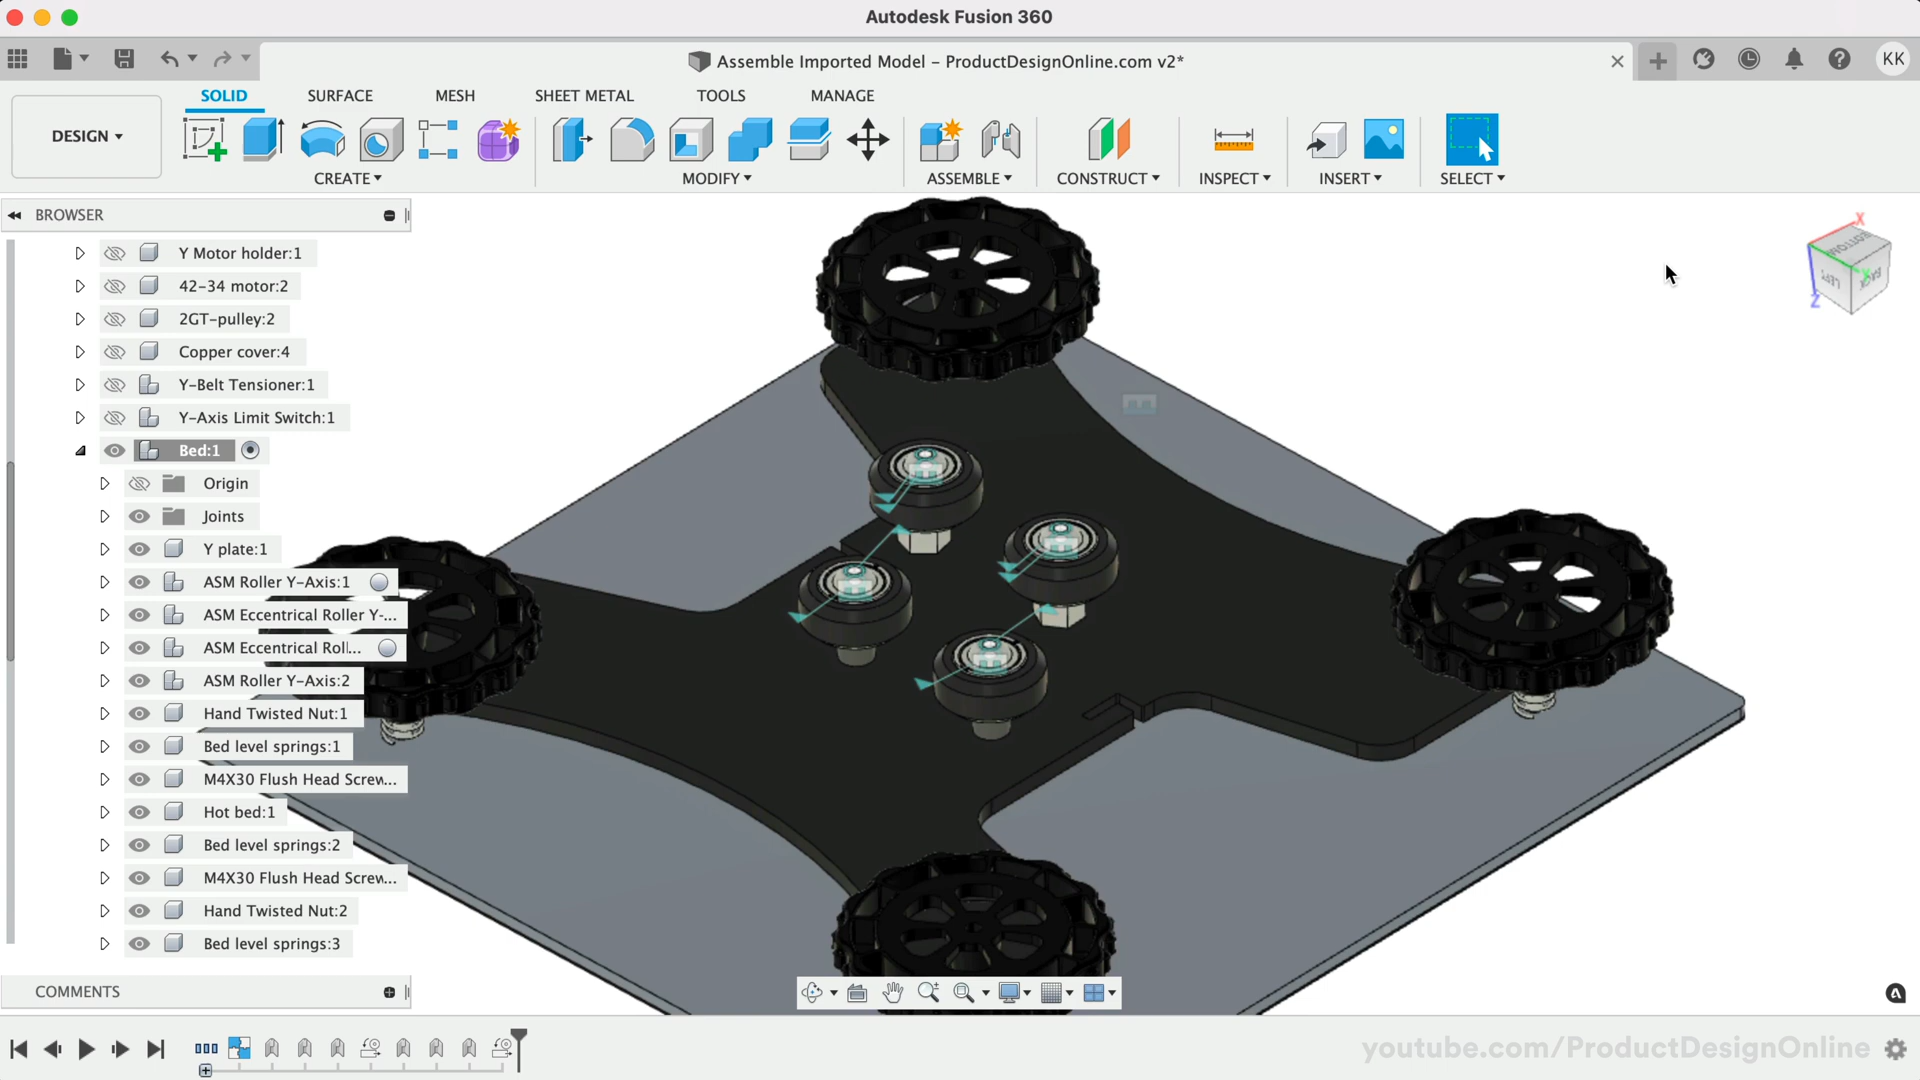 Autodesk Fusion 360
Assemble Imported Model – ProductDesignOnline.com v2*
KK
DESIGN
SOLID
SURFACE
MESH
SHEET METAL
TOOLS
MANAGE
CREATE
MODIFY
ASSEMBLE
CONSTRUCT
INSPECT
INSERT
SELECT
BROWSER
Y Motor holder:1
42-34 motor:2
2GT-pulley:2
Copper cover:4
Y-Belt Tensioner:1
Y-Axis Limit Switch:1
Bed:1
Origin
Joints
Y plate:1
ASM Roller Y-Axis:1
ASM Eccentrical Roller Y-...
ASM Eccentrical Roll...
ASM Roller Y-Axis:2
Hand Twisted Nut:1
Bed level springs:1
M4X30 Flush Head Screw...
Hot bed:1
Bed level springs:2
M4X30 Flush Head Screw...
Hand Twisted Nut:2
Bed level springs:3
COMMENTS
X
BOTTOM
LEFT
BACK
Z
youtube.com/ProductDesignOnline